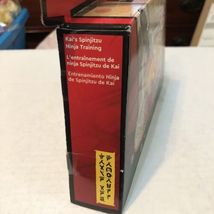 Kai's Spinjitzu
Ninja Training
L'entraînement de
ninja Spinjitzu de Kai
Entrenamiento Ninja
de Spinjitzu de Kai